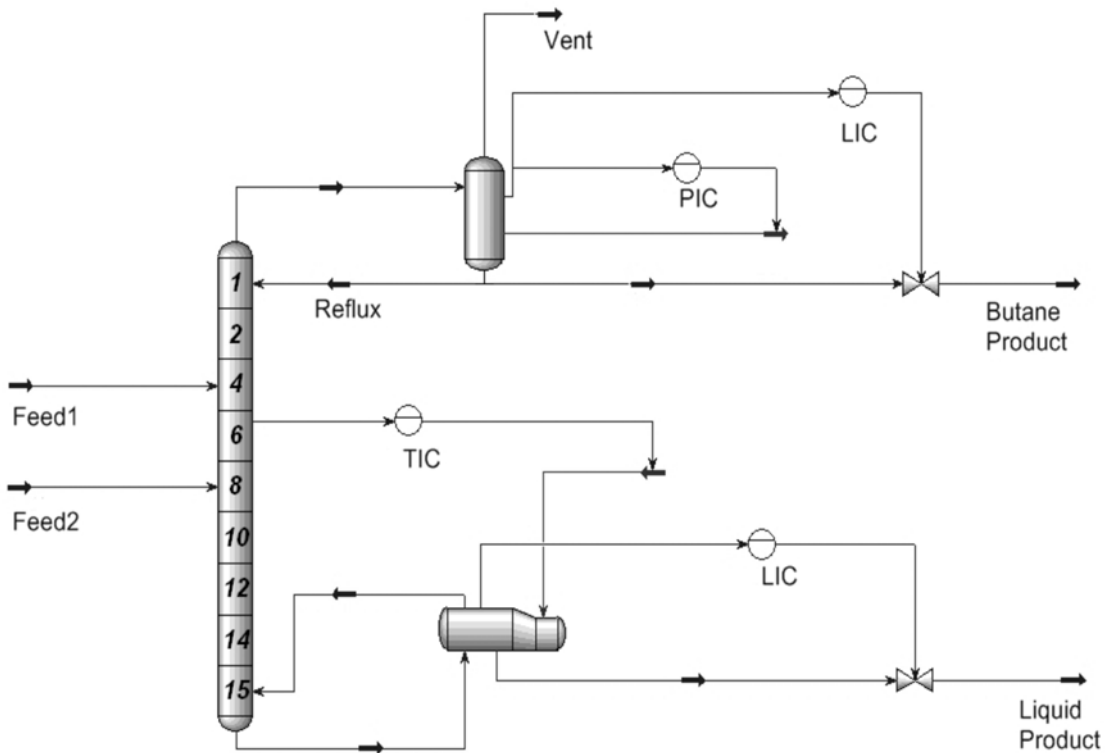 Vent
LIC
PIC
1
Reflux
Butane
Product
2
4
Feed1
6
TIC
8
Feed2
10
LIC
12
14
15
Liquid
Product